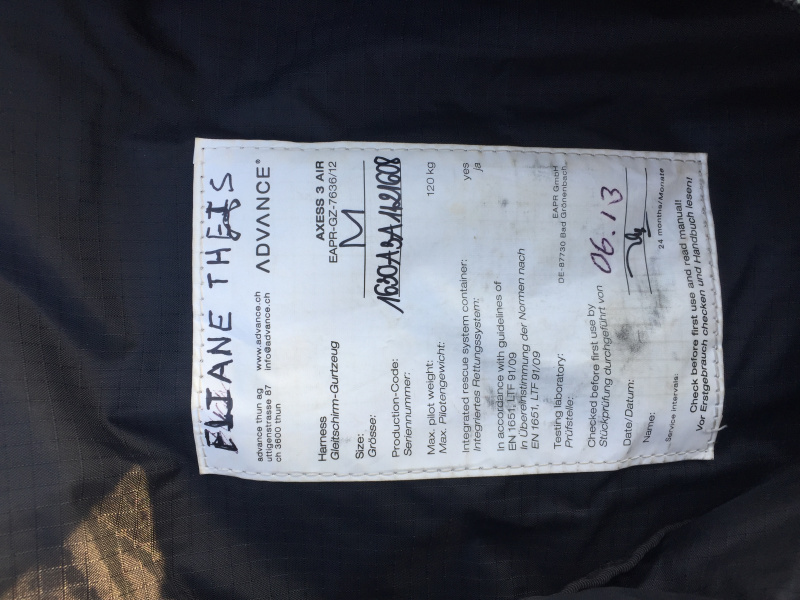 ELIANE THEIS
advance thun ag www.advance.ch ADVANCE®
uttigenstrasse 87 info@advance.ch
ch 3600 thun
Harness AXESS 3 AIR
Gleitschirm-Gurtzeug EAPR-GZ-7636/12
Size: M
Grösse:
Production-Code: 1630A3A1121608
Seriennummer:
Max. pilot weight: 120 kg
Max. Pilotengewicht:
Integrated rescue system container: yes
Integriertes Rettungssystem: ja
In accordance with guidelines of
EN 1651, LTF 91/09
In Übereinstimmung der Normen nach
EN 1651, LTF 91/09
Testing laboratory: EAPR GmbH
Prüfstelle: DE-87730 Bad Grönenbach
Checked before first use by
Stückprüfung durchgeführt von
Date/Datum: 06.13
Name:
Service intervals: 24 months/Monate
Check before first use and read manual!
Vor Erstgebrauch checken und Handbuch lesen!